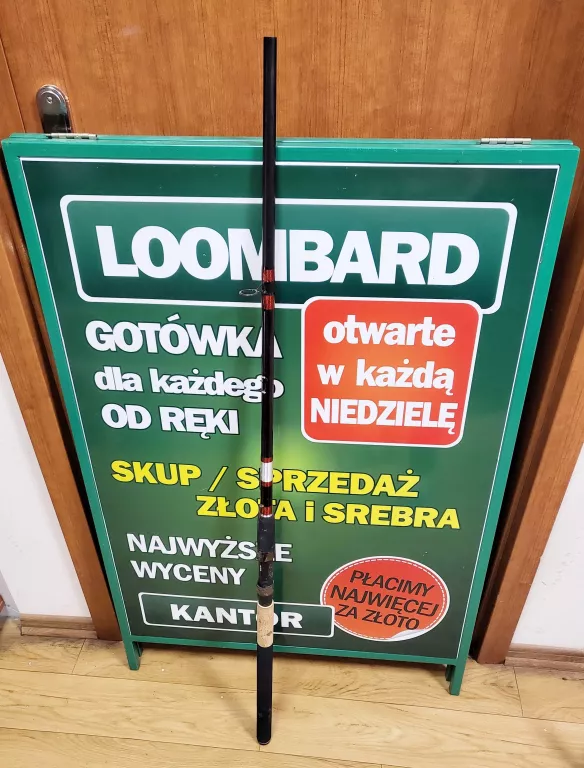 LOOMBARD
GOTÓWKA
dla każdego
OD RĘKI
otwarte
w każdą
NIEDZIELĘ
SKUP / SPRZEDAŻ
ZŁOTA i SREBRA
NAJWYŻSZE
WYCENY
KANTOR
PŁACIMY
NAJWIĘCEJ
ZA ZŁOTO